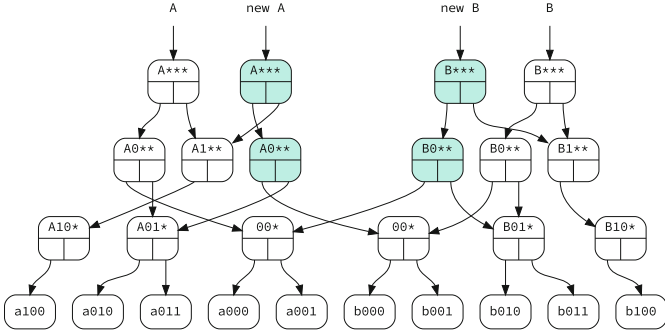 A new A new B B
A*** A*** B*** B***
A0** A1** A0** B0** B0** B1**
A10* A01* 00* 00* B01* B10*
a100 a010 a011 a000 a001 b000 b001 b010 b011 b100